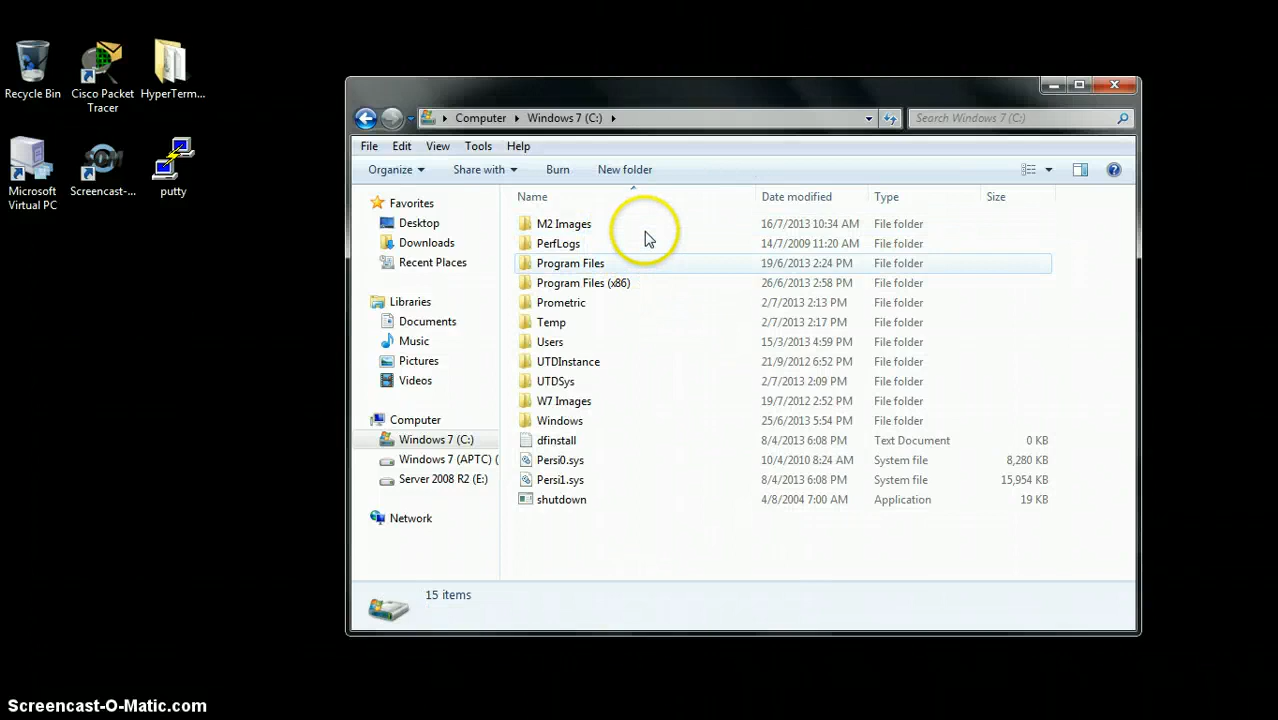 Recycle Bin
Cisco Packet Tracer
HyperTerm...
Microsoft Virtual PC
Screencast-...
putty
Computer Windows 7 (C:)
Search Windows 7 (C:)
File Edit View Tools Help
Organize Share with Burn New folder
Favorites
Desktop
Downloads
Recent Places
Libraries
Documents
Music
Pictures
Videos
Computer
Windows 7 (C:)
Windows 7 (APTC) (
Server 2008 R2 (E:)
Network
Name Date modified Type Size
M2 Images 16/7/2013 10:34 AM File folder
PerfLogs 14/7/2009 11:20 AM File folder
Program Files 19/6/2013 2:24 PM File folder
Program Files (x86) 26/6/2013 2:58 PM File folder
Prometric 2/7/2013 2:13 PM File folder
Temp 2/7/2013 2:17 PM File folder
Users 15/3/2013 4:59 PM File folder
UTDInstance 21/9/2012 6:52 PM File folder
UTDSys 2/7/2013 2:09 PM File folder
W7 Images 19/7/2012 2:52 PM File folder
Windows 25/6/2013 5:54 PM File folder
dfinstall 8/4/2013 6:08 PM Text Document 0 KB
Persi0.sys 10/4/2010 8:24 AM System file 8,280 KB
Persi1.sys 8/4/2013 6:08 PM System file 15,954 KB
shutdown 4/8/2004 7:00 AM Application 19 KB
15 items
Screencast-O-Matic.com